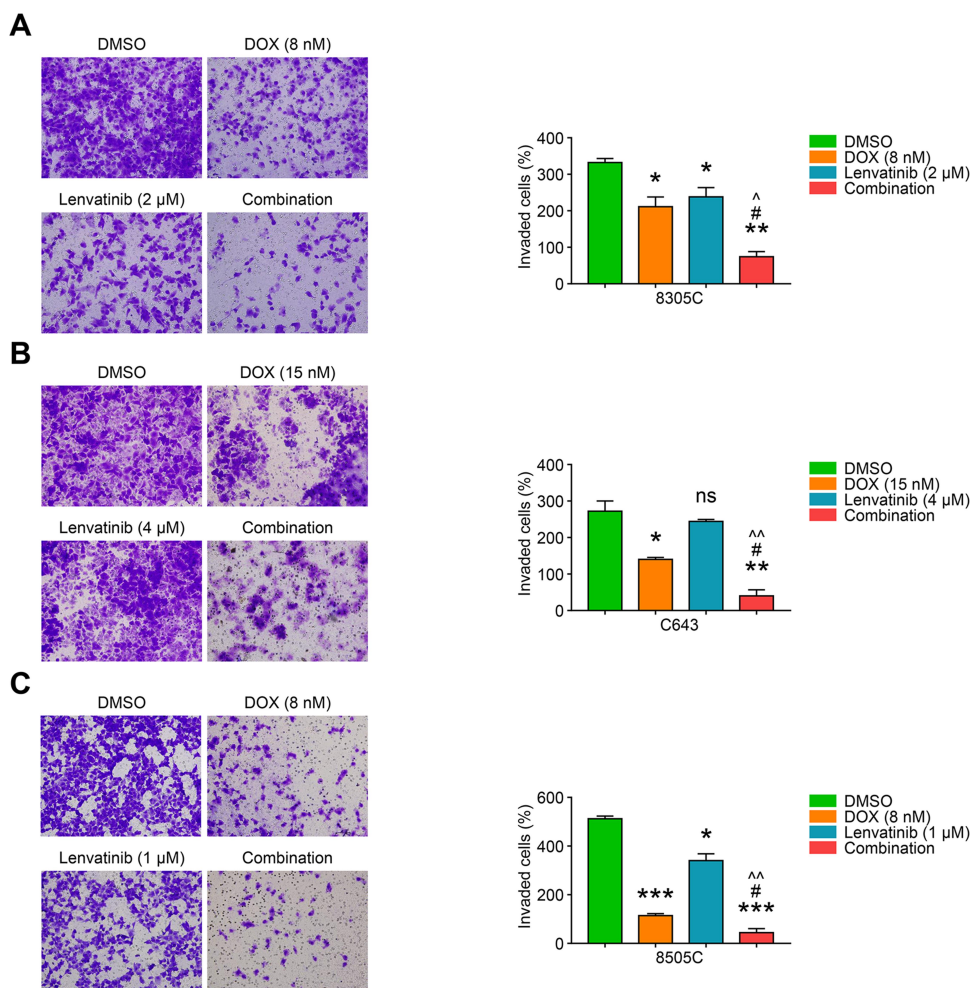 A
DMSO
DOX (8 nM)
Lenvatinib (2 µM)
Combination
Invaded cells (%)
400
300
200
100
0
*
*
^
#
**
8305C
DMSO
DOX (8 nM)
Lenvatinib (2 µM)
Combination
B
DMSO
DOX (15 nM)
Lenvatinib (4 µM)
Combination
Invaded cells (%)
400
300
200
100
0
*
ns
^^
#
**
C643
DMSO
DOX (15 nM)
Lenvatinib (4 µM)
Combination
C
DMSO
DOX (8 nM)
Lenvatinib (1 µM)
Combination
Invaded cells (%)
600
400
200
0
***
*
^^
#
***
8505C
DMSO
DOX (8 nM)
Lenvatinib (1 µM)
Combination